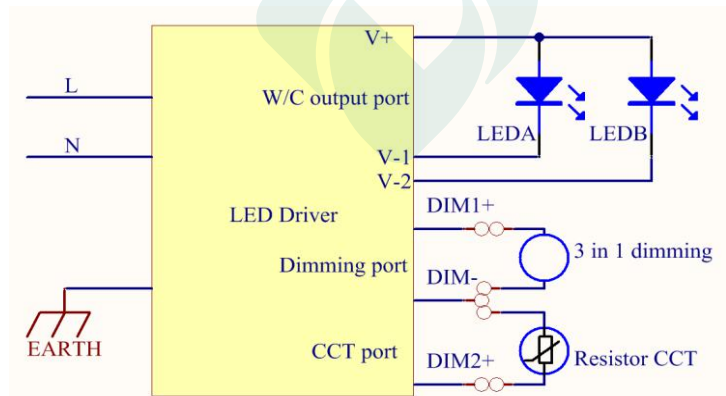 V+
L
W/C output port
LEDA
LEDB
N
V-1
V-2
DIM1+
LED Driver
3 in 1 dimming
Dimming port
DIM-
EARTH
CCT port
DIM2+
Resistor CCT